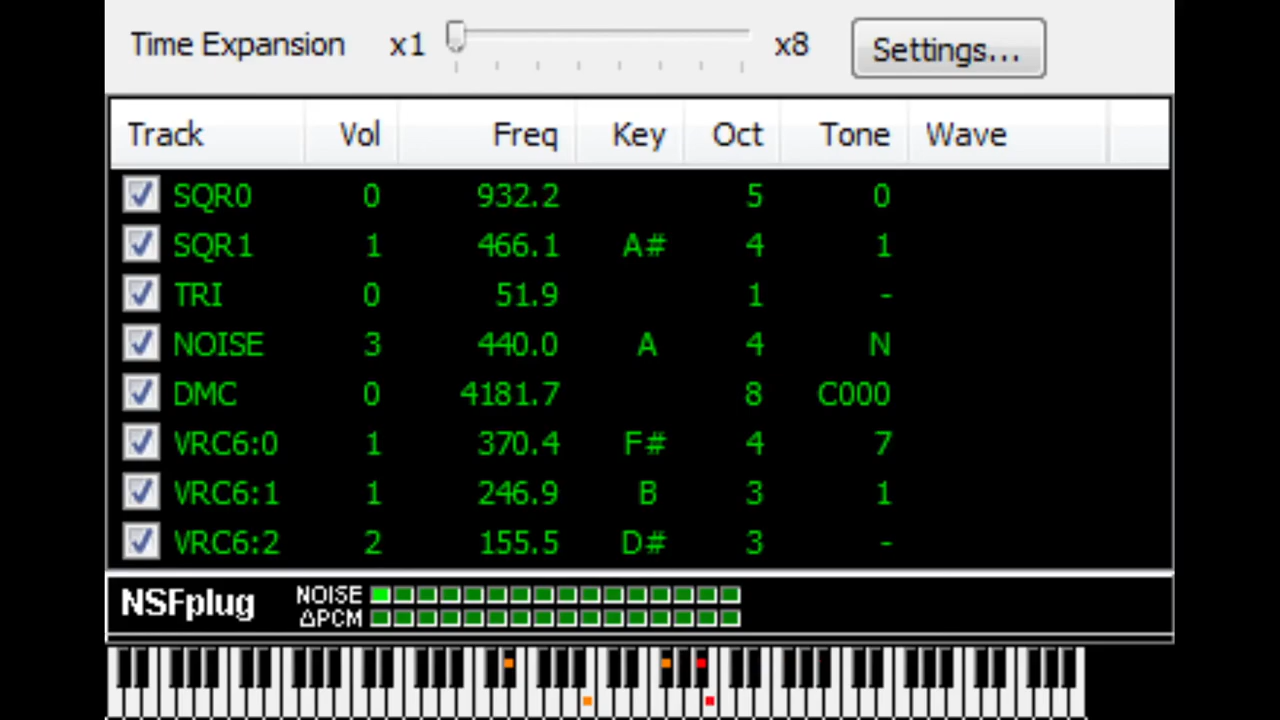 Time Expansion x1 x8 Settings...
Track Vol Freq Key Oct Tone Wave
SQR0 0 932.2 5 0
SQR1 1 466.1 A# 4 1
TRI 0 51.9 1 -
NOISE 3 440.0 A 4 N
DMC 0 4181.7 8 C000
VRC6:0 1 370.4 F# 4 7
VRC6:1 1 246.9 B 3 1
VRC6:2 2 155.5 D# 3 -
NSFplug NOISE
ΔPCM